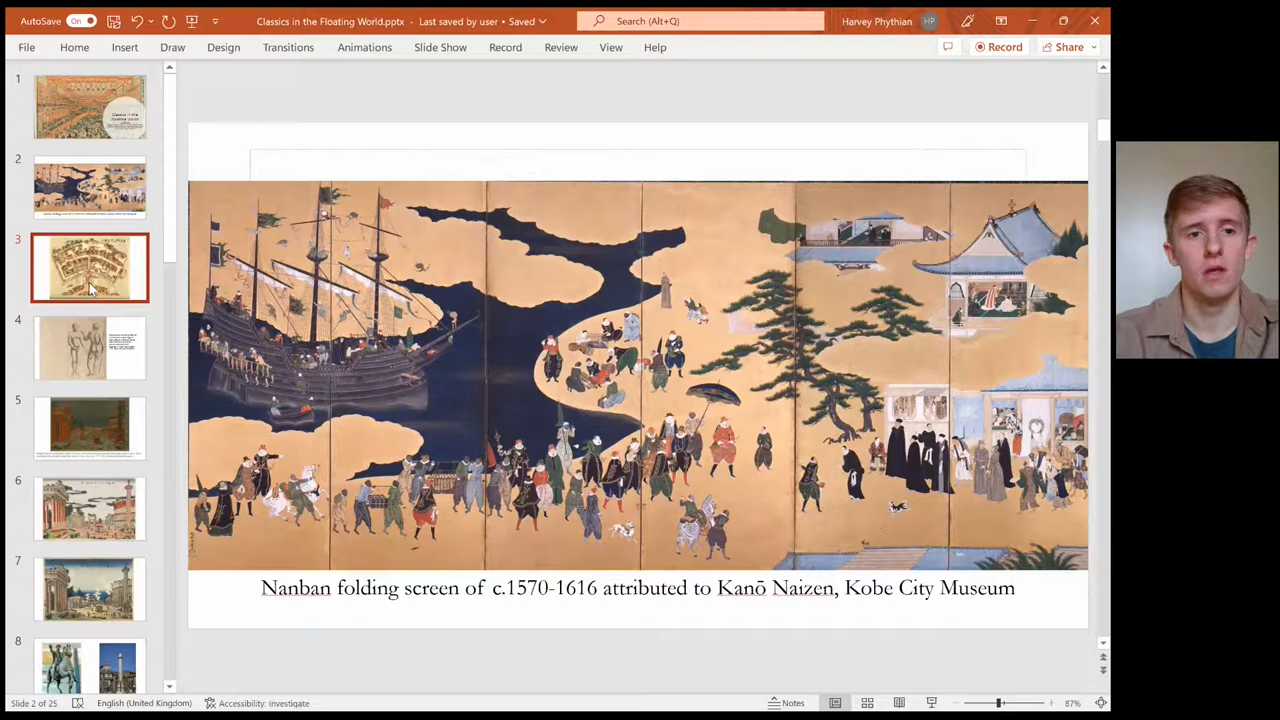 AutoSave On Classics in the Floating World.pptx - Last saved by user • Saved Search (Alt+Q) Harvey Phythian HP
File Home Insert Draw Design Transitions Animations Slide Show Record Review View Help Record Share
1
2
3
4
5
6
7
8
Nanban folding screen of c.1570-1616 attributed to Kanō Naizen, Kobe City Museum
Slide 2 of 25 English (United Kingdom) Accessibility: Investigate Notes 87%